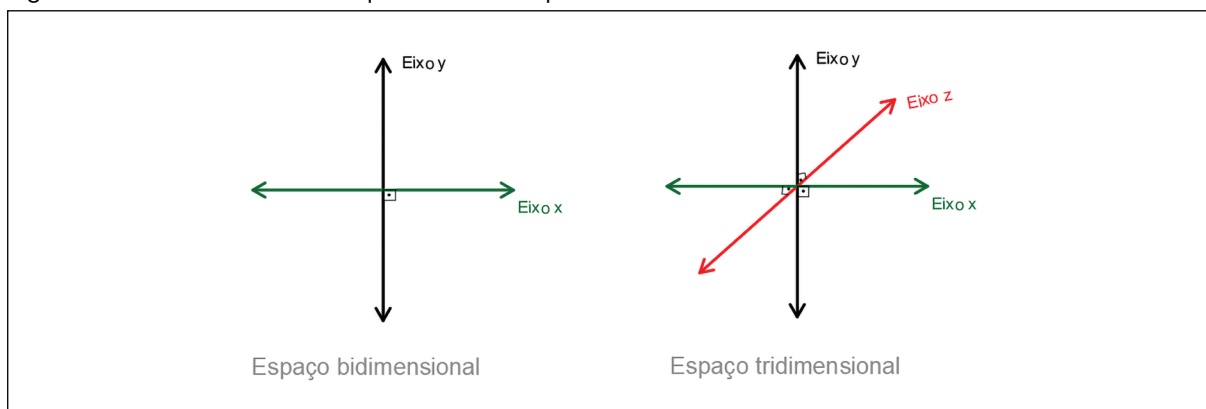 Eixo y
Eixo x
Espaço bidimensional
Eixo y
Eixo z
Eixo x
Espaço tridimensional